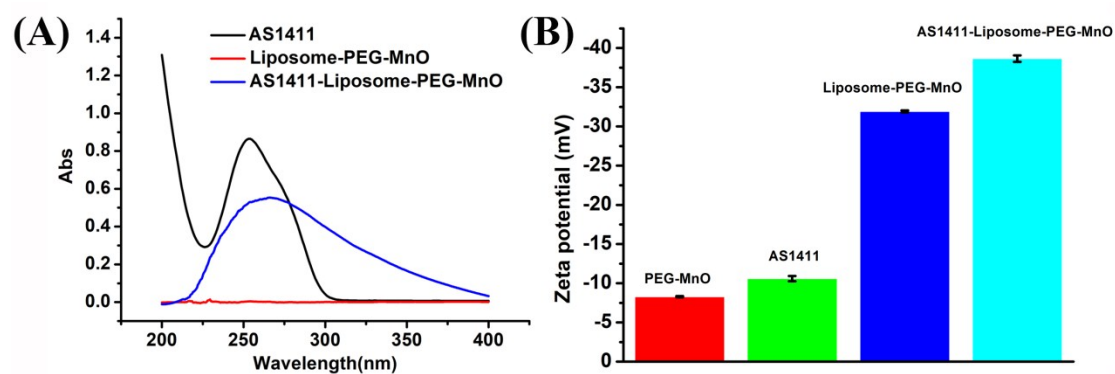 (A)
AS1411
Liposome-PEG-MnO
AS1411-Liposome-PEG-MnO
1.4
1.2
1.0
0.8
0.6
0.4
0.2
0.0
Abs
200
250
300
350
400
Wavelength(nm)
(B)
-40
-35
-30
-25
-20
-15
-10
-5
0
Zeta potential (mV)
PEG-MnO
AS1411
Liposome-PEG-MnO
AS1411-Liposome-PEG-MnO